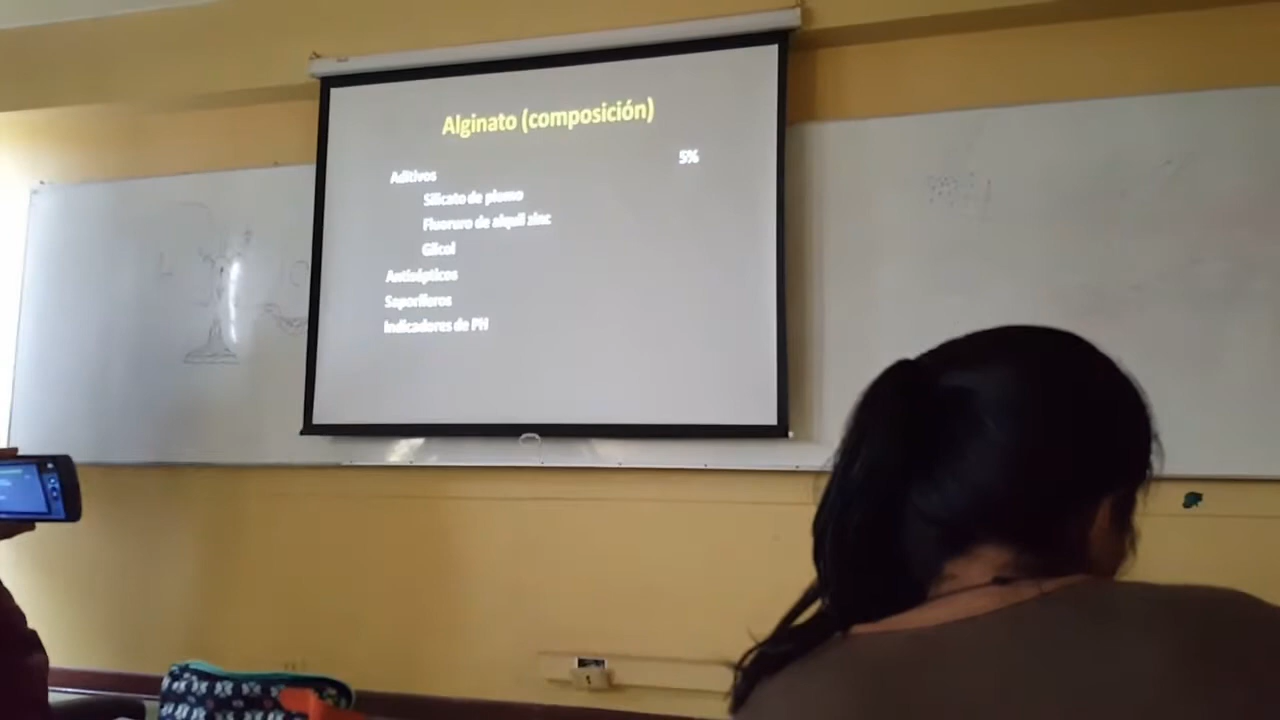 Alginato (composición)
5%
Aditivos
Silicato de plomo
Fluoruro de alquil zinc
Glicol
Antisépticos
Saporíferos
Indicadores de PH